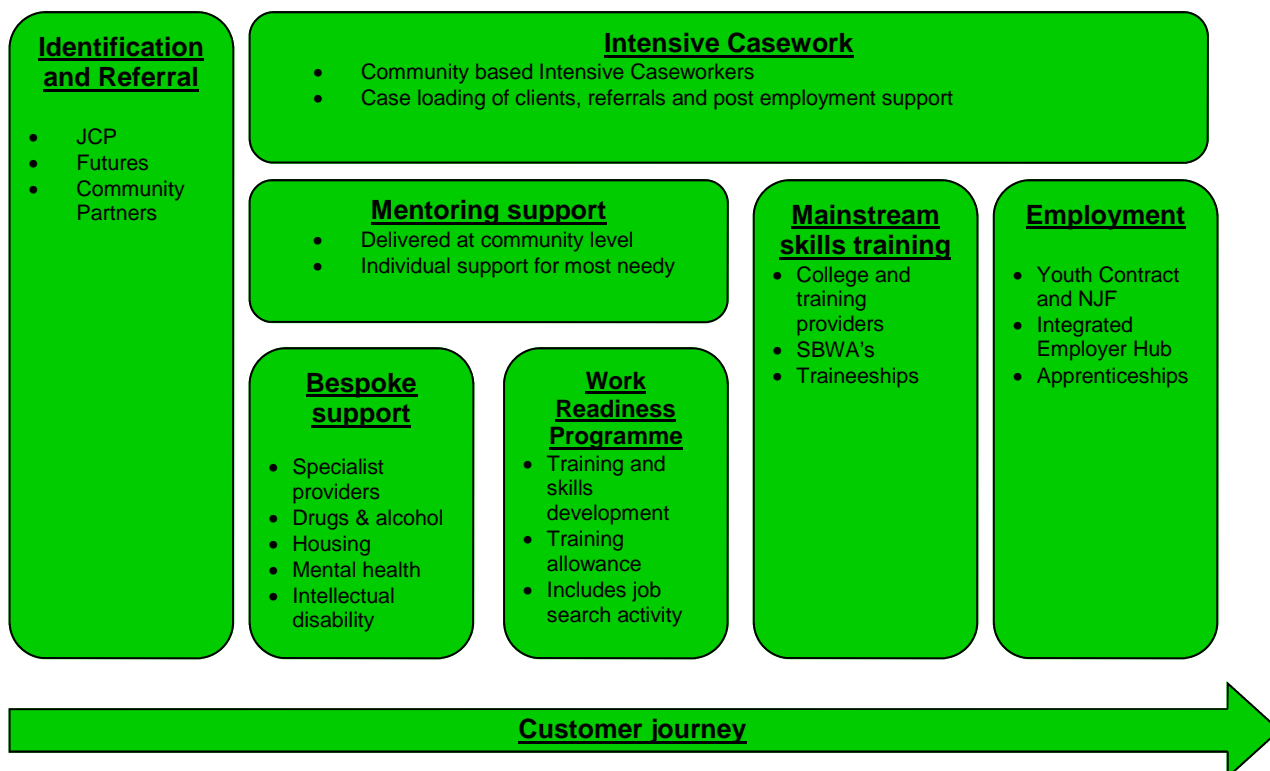 Identification
and Referral
• JCP
• Futures
• Community
Partners
Intensive Casework
• Community based Intensive Caseworkers
• Case loading of clients, referrals and post employment support
Mentoring support
• Delivered at community level
• Individual support for most needy
Bespoke
support
• Specialist
providers
• Drugs & alcohol
• Housing
• Mental health
• Intellectual
disability
Work
Readiness
Programme
• Training and
skills
development
• Training
allowance
• Includes job
search activity
Mainstream
skills training
• College and
training
providers
• SBWA's
• Traineeships
Employment
• Youth Contract
and NJF
• Integrated
Employer Hub
• Apprenticeships
Customer journey